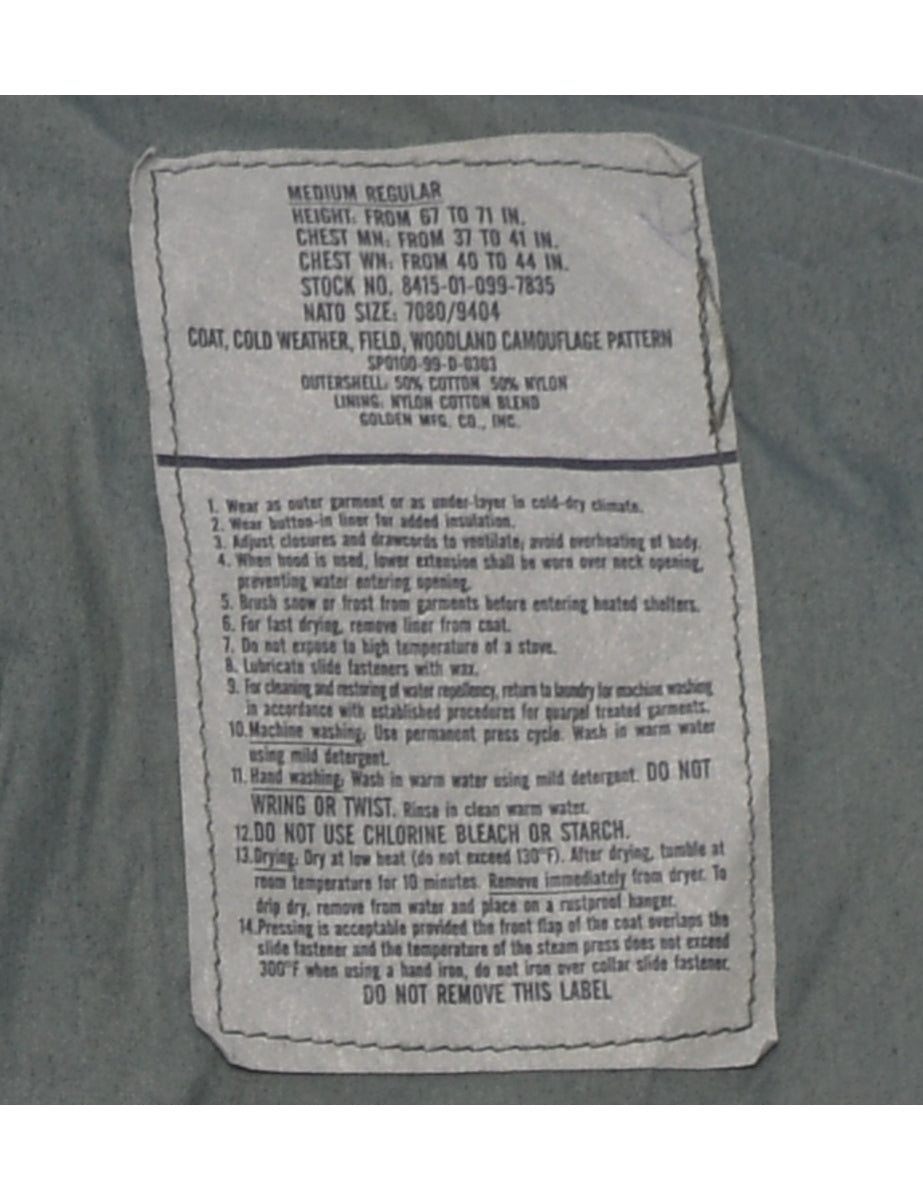 MEDIUM REGULAR
HEIGHT: FROM 67 TO 71 IN.
CHEST MN: FROM 37 TO 41 IN.
CHEST WN: FROM 40 TO 44 IN.
STOCK NO. 8415-01-099-7835
NATO SIZE: 7080/9404
COAT, COLD WEATHER, FIELD, WOODLAND CAMOUFLAGE PATTERN
SPO100-99-D-0303
OUTERSHELL: 50% COTTON 50% NYLON
LINING: NYLON COTTON BLEND
GOLDEN MFG. CO., INC.
1. Wear as outer garment or as under-layer in cold-dry climate.
2. Wear button-in liner for added insulation.
3. Adjust closures and drawcords to ventilate; avoid overheating of body.
4. When hood is used, lower extension shall be worn over neck opening,
preventing water entering opening.
5. Brush snow or frost from garments before entering heated shelters.
6. For fast drying, remove liner from coat.
7. Do not expose to high temperature of a stove.
8. Lubricate slide fasteners with wax.
9. For cleaning and restoring of water repellency, return to laundry for machine washing
in accordance with established procedures for quarpel treated garments.
10. Machine washing: Use permanent press cycle. Wash in warm water
using mild detergent.
11. Hand washing: Wash in warm water using mild detergent. DO NOT
WRING OR TWIST. Rinse in clean warm water.
12. DO NOT USE CHLORINE BLEACH OR STARCH.
13. Drying: Dry at low heat (do not exceed 130°F). After drying, tumble at
room temperature for 10 minutes. Remove immediately from dryer. To
drip dry, remove from water and place on a rustproof hanger.
14. Pressing is acceptable provided the front flap of the coat overlaps the
slide fastener and the temperature of the steam press does not exceed
300°F when using a hand iron, do not iron over collar slide fastener.
DO NOT REMOVE THIS LABEL